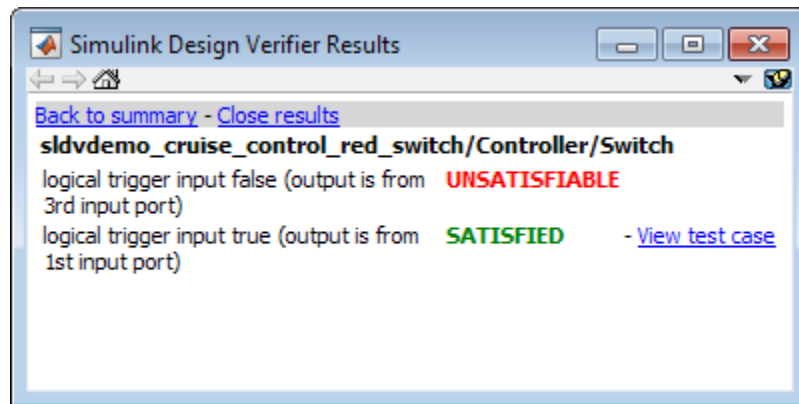 Simulink Design Verifier Results
Back to summary - Close results
sldvdemo_cruise_control_red_switch/Controller/Switch
logical trigger input false (output is from UNSATISFIABLE
3rd input port)
logical trigger input true (output is from SATISFIED - View test case
1st input port)